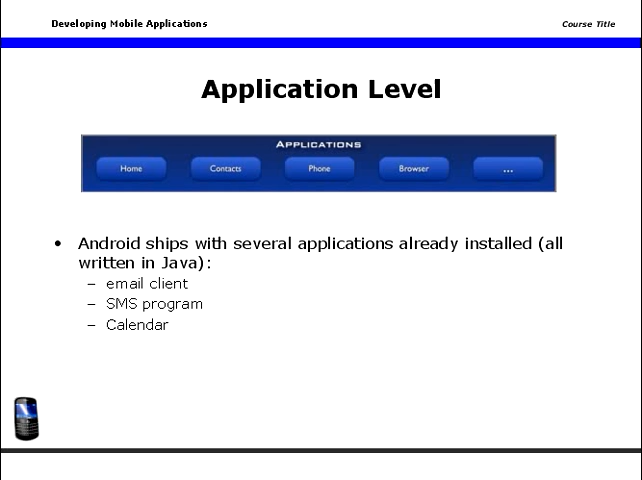 Developing Mobile Applications
Course Title
Application Level
APPLICATIONS
Home
Contacts
Phone
Browser
...
• Android ships with several applications already installed (all
written in Java):
– email client
– SMS program
– Calendar